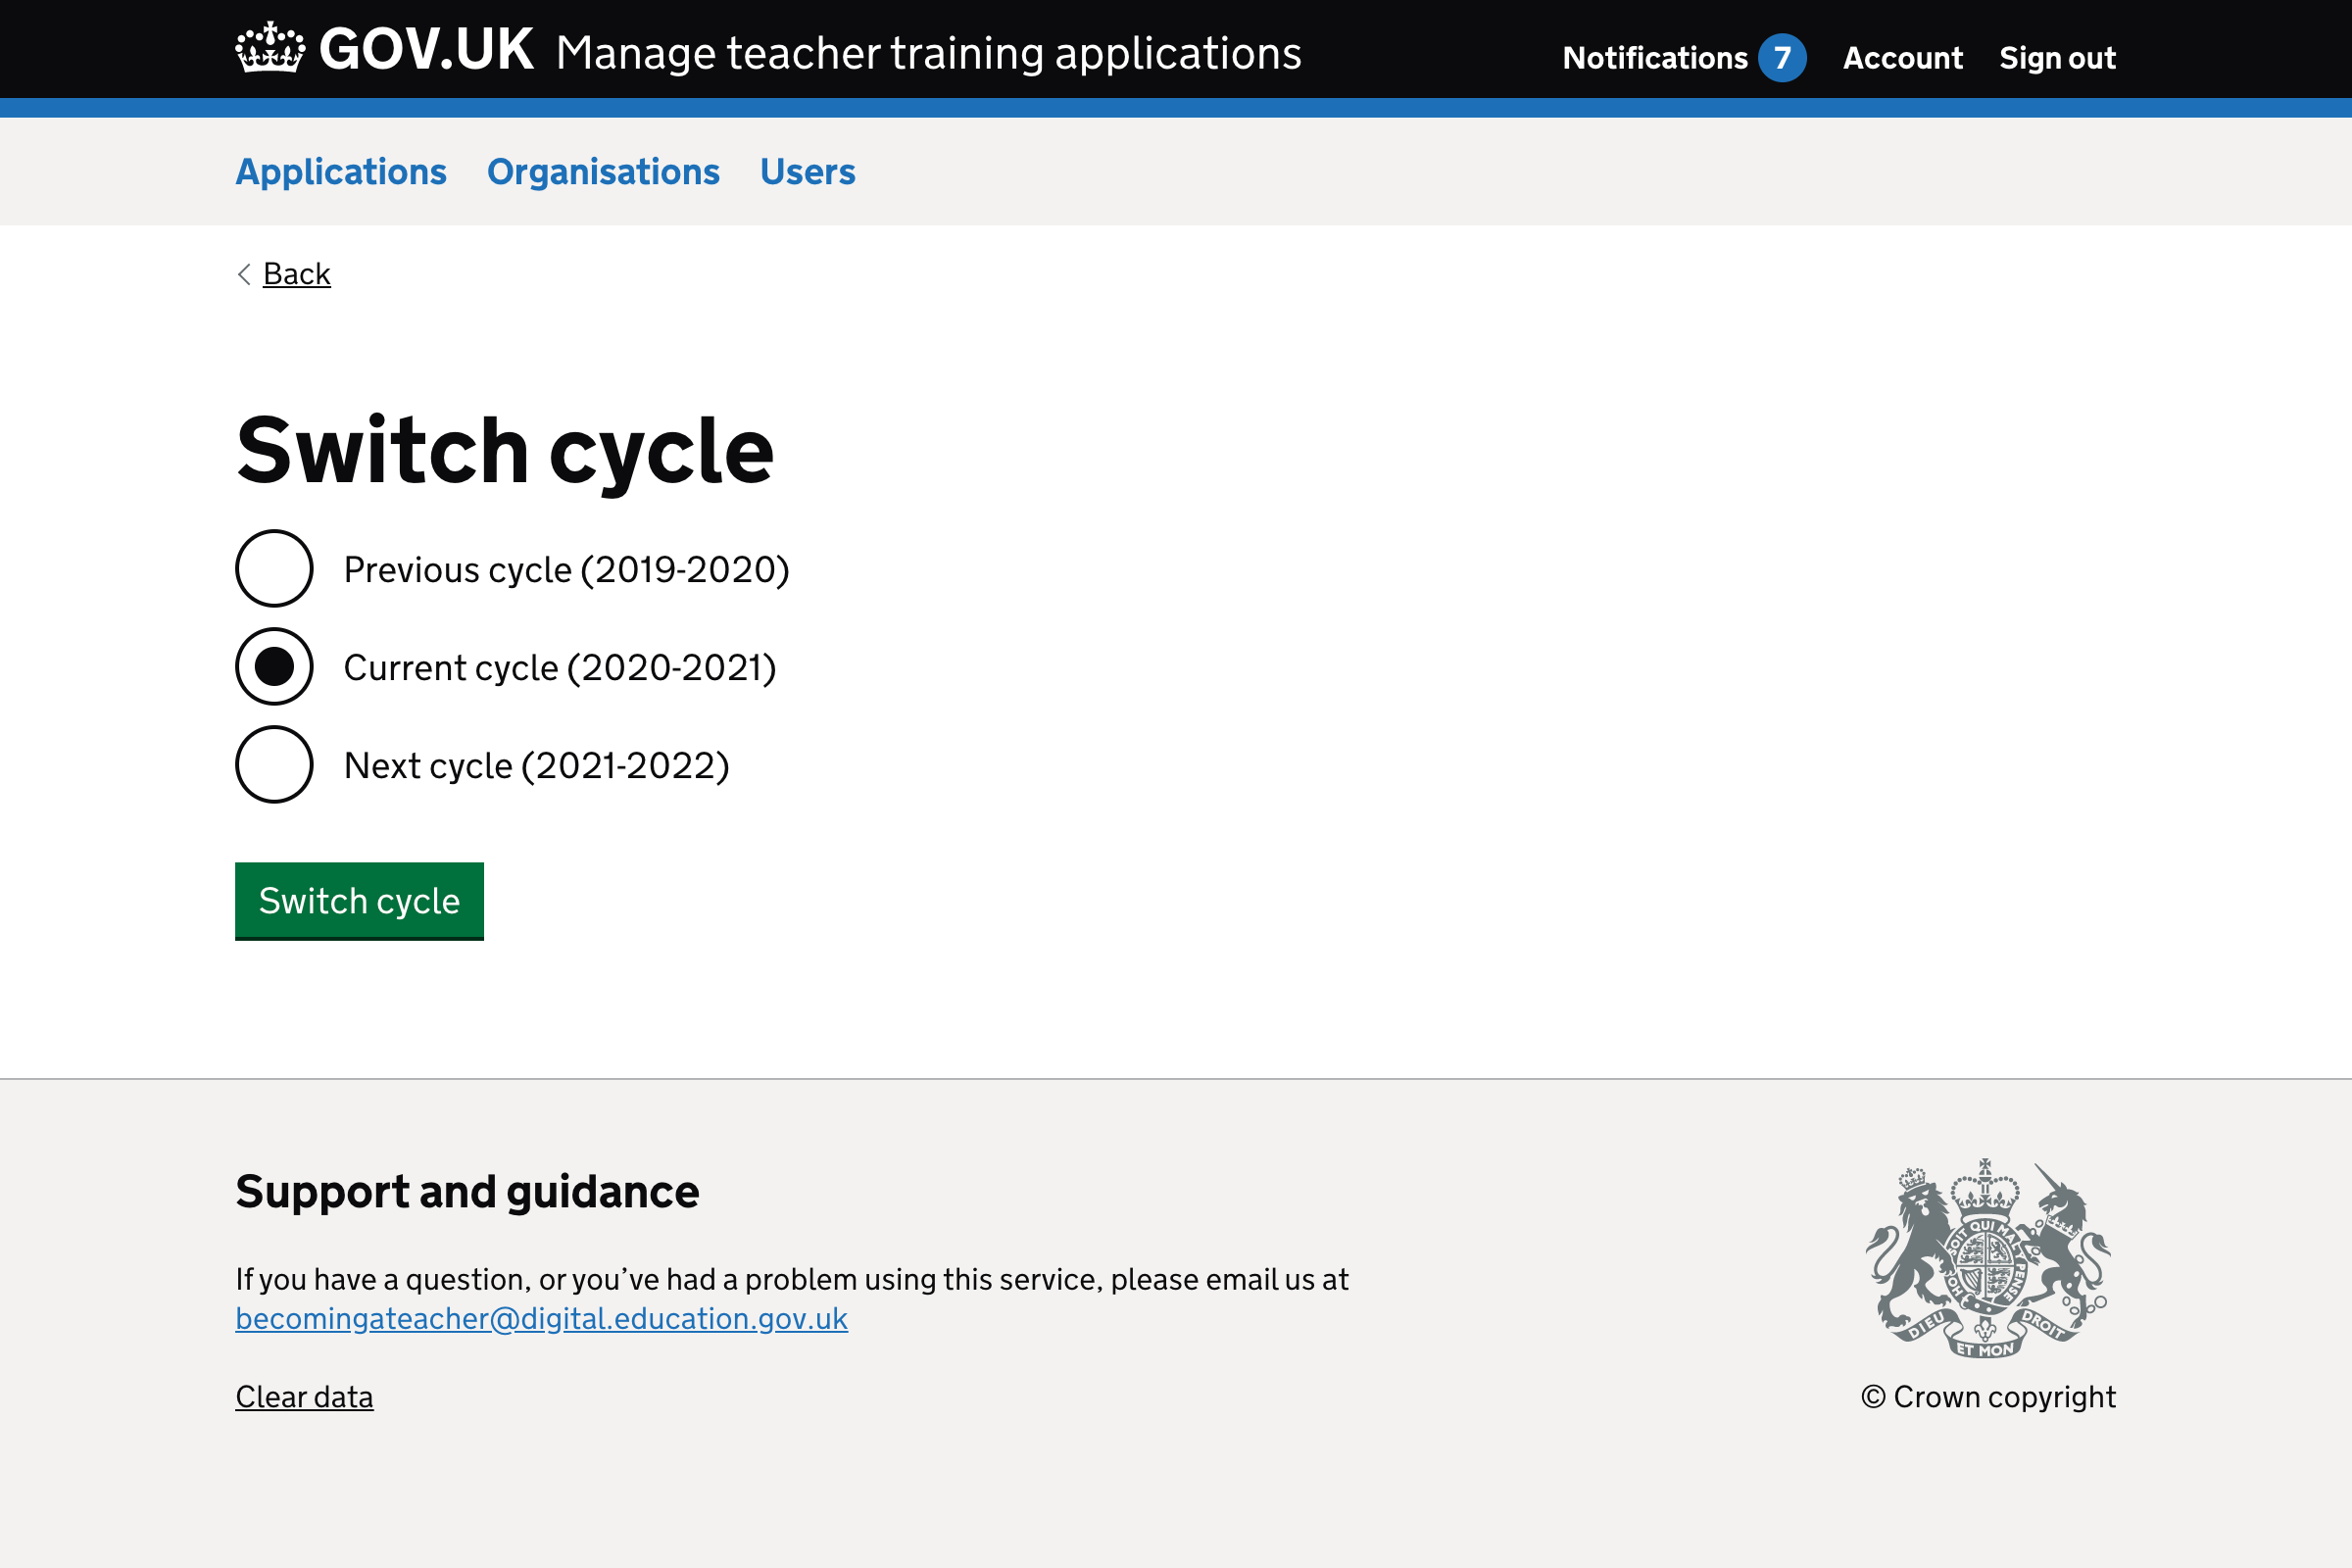 GOV.UK Manage teacher training applications Notifications 7 Account Sign out
Applications Organisations Users
Back
Switch cycle
Previous cycle (2019-2020)
Current cycle (2020-2021)
Next cycle (2021-2022)
Switch cycle
Support and guidance
If you have a question, or you’ve had a problem using this service, please email us at
becomingateacher@digital.education.gov.uk
Clear data
SOIT QUI MAL Y PENSE
HON
DIEU ET MON DROIT
© Crown copyright